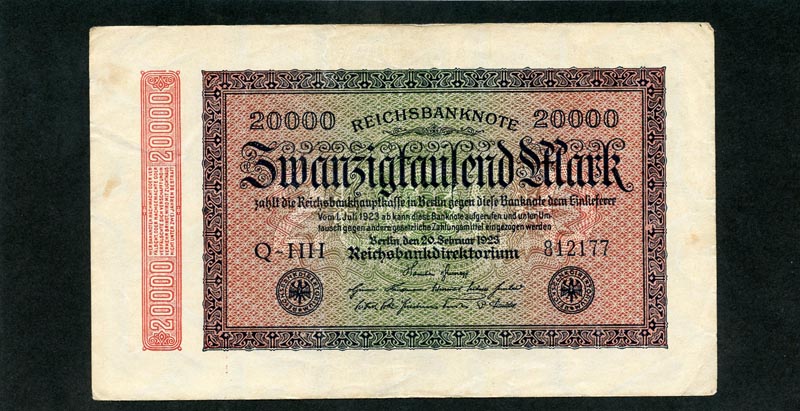 20000
20000
20000 REICHSBANKNOTE 20000
Zwanzigtausend Mark
zahlt die Reichsbankhauptkasse in Berlin gegen diese Banknote dem Einlieferer
Vom 1. Juli 1923 ab kann diese Banknote aufgerufen und unter Um-
tausch gegen andere gesetzliche Zahlungsmittel eingezogen werden
Berlin, den 20. Februar 1923
Q-HH Reichsbankdirektorium 812177